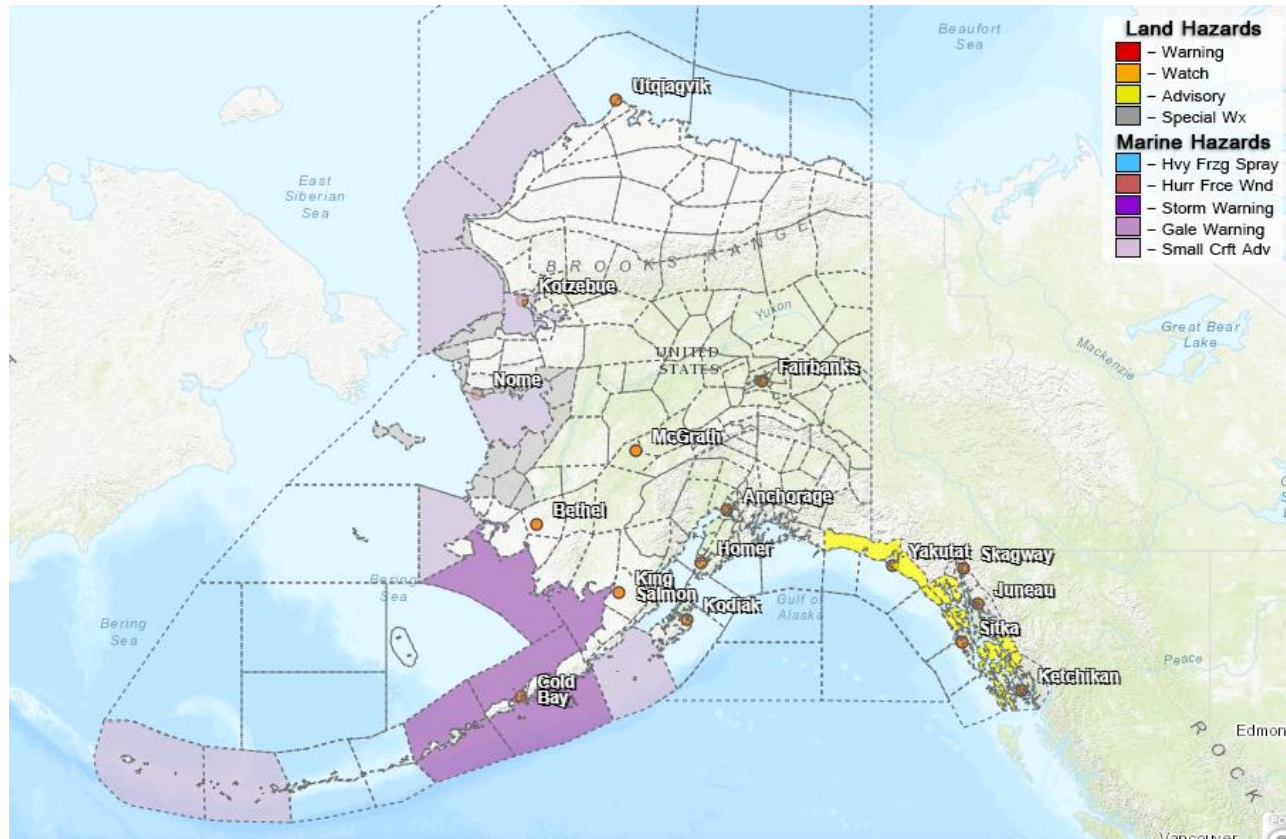 Land Hazards
– Warning
– Watch
– Advisory
– Special Wx
Marine Hazards
– Hvy Frzg Spray
– Hurr Frce Wnd
– Storm Warning
– Gale Warning
– Small Crft Adv
Beaufort
Sea
Utqiagvik
East
Siberian
Sea
BROOKS RANGE
Kotzebue
Yukon
Great Bear
Lake
Mackenzie
UNITED
STATES
Fairbanks
Nome
McGrath
Anchorage
Bethel
Homer
Yakutat
Skagway
King
Salmon
Juneau
Bering
Sea
Kodiak
Gulf of
Alaska
Bering
Sea
Sitka
Peace
Cold
Bay
Ketchikan
Edmon
ROCK
Vancouver